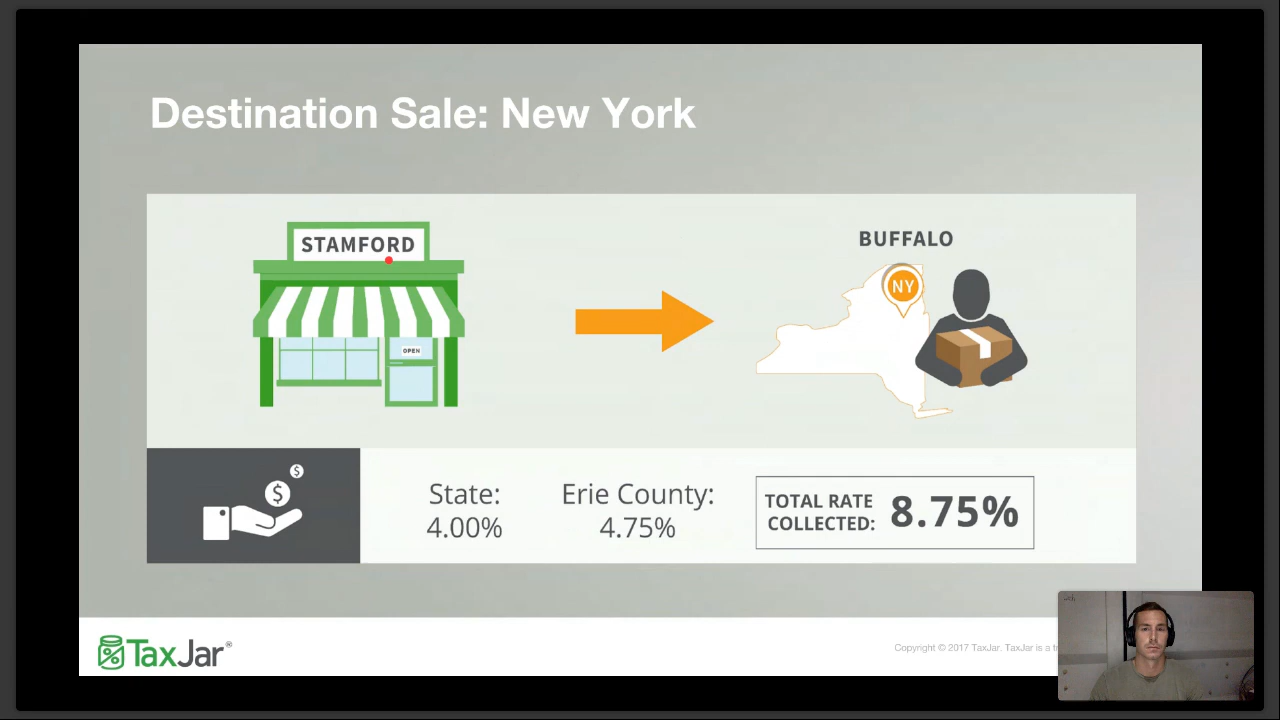 Destination Sale: New York
STAMFORD
OPEN
BUFFALO
NY
$
$
State:
4.00%
Erie County:
4.75%
TOTAL RATE
COLLECTED:
8.75%
TaxJar®
Copyright © 2017 TaxJar. TaxJar is a